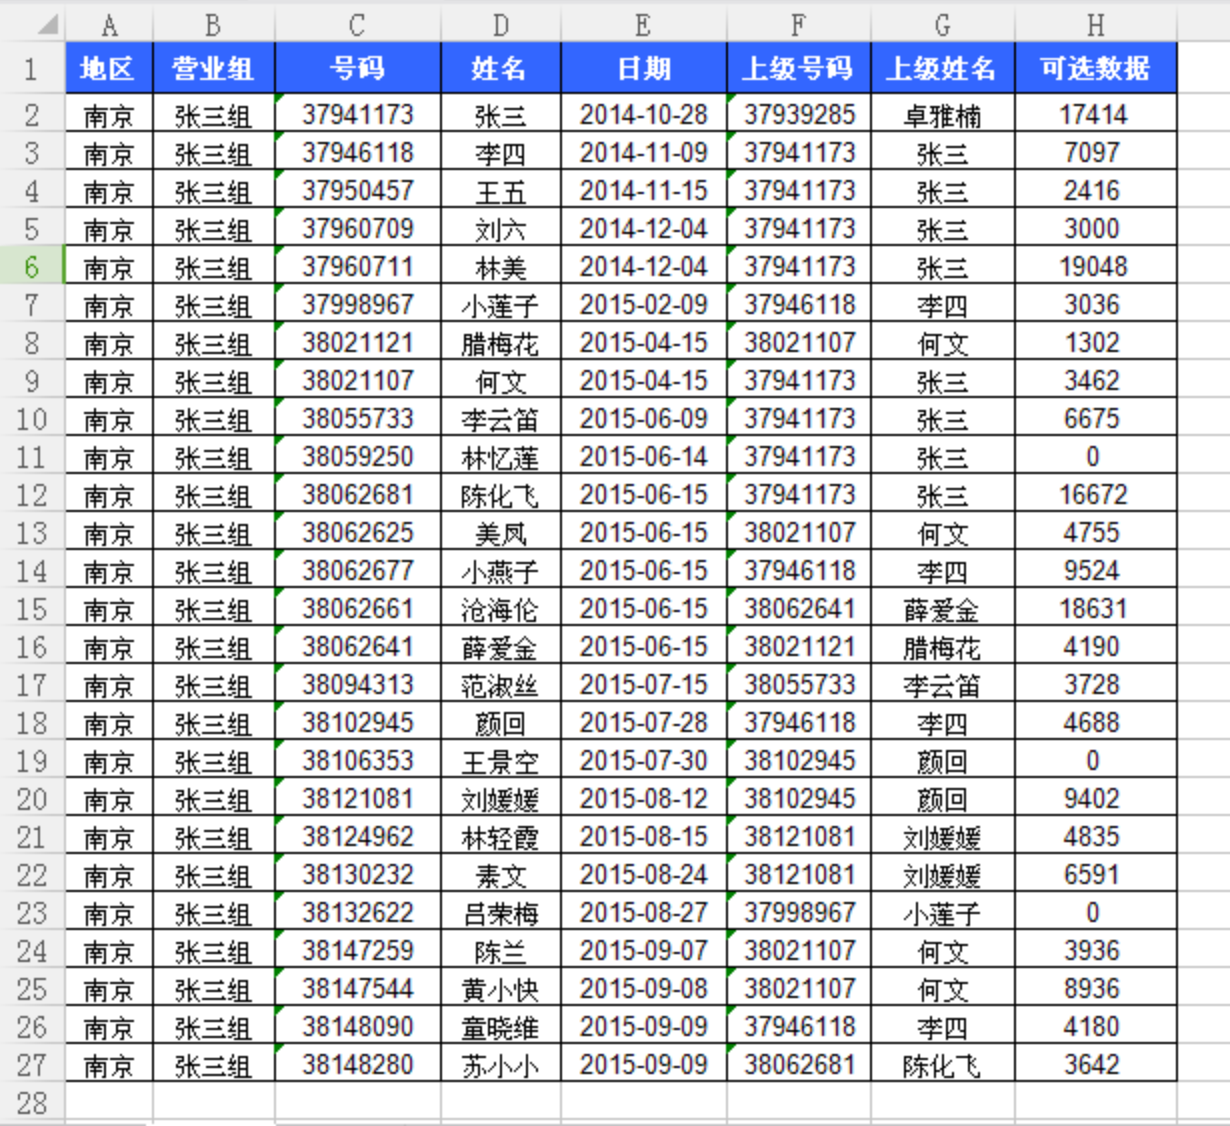 A B C D E F G H
1 地区 营业组 号码 姓名 日期 上级号码 上级姓名 可选数据
2 南京 张三组 37941173 张三 2014-10-28 37939285 卓雅楠 17414
3 南京 张三组 37946118 李四 2014-11-09 37941173 张三 7097
4 南京 张三组 37950457 王五 2014-11-15 37941173 张三 2416
5 南京 张三组 37960709 刘六 2014-12-04 37941173 张三 3000
6 南京 张三组 37960711 林美 2014-12-04 37941173 张三 19048
7 南京 张三组 37998967 小莲子 2015-02-09 37946118 李四 3036
8 南京 张三组 38021121 腊梅花 2015-04-15 38021107 何文 1302
9 南京 张三组 38021107 何文 2015-04-15 37941173 张三 3462
10 南京 张三组 38055733 李云笛 2015-06-09 37941173 张三 6675
11 南京 张三组 38059250 林忆莲 2015-06-14 37941173 张三 0
12 南京 张三组 38062681 陈化飞 2015-06-15 37941173 张三 16672
13 南京 张三组 38062625 美凤 2015-06-15 38021107 何文 4755
14 南京 张三组 38062677 小燕子 2015-06-15 37946118 李四 9524
15 南京 张三组 38062661 沧海伦 2015-06-15 38062641 薛爱金 18631
16 南京 张三组 38062641 薛爱金 2015-06-15 38021121 腊梅花 4190
17 南京 张三组 38094313 范淑丝 2015-07-15 38055733 李云笛 3728
18 南京 张三组 38102945 颜回 2015-07-28 37946118 李四 4688
19 南京 张三组 38106353 王景空 2015-07-30 38102945 颜回 0
20 南京 张三组 38121081 刘媛媛 2015-08-12 38102945 颜回 9402
21 南京 张三组 38124962 林轻霞 2015-08-15 38121081 刘媛媛 4835
22 南京 张三组 38130232 素文 2015-08-24 38121081 刘媛媛 6591
23 南京 张三组 38132622 吕荣梅 2015-08-27 37998967 小莲子 0
24 南京 张三组 38147259 陈兰 2015-09-07 38021107 何文 3936
25 南京 张三组 38147544 黄小快 2015-09-08 38021107 何文 8936
26 南京 张三组 38148090 童晓维 2015-09-09 37946118 李四 4180
27 南京 张三组 38148280 苏小小 2015-09-09 38062681 陈化飞 3642
28